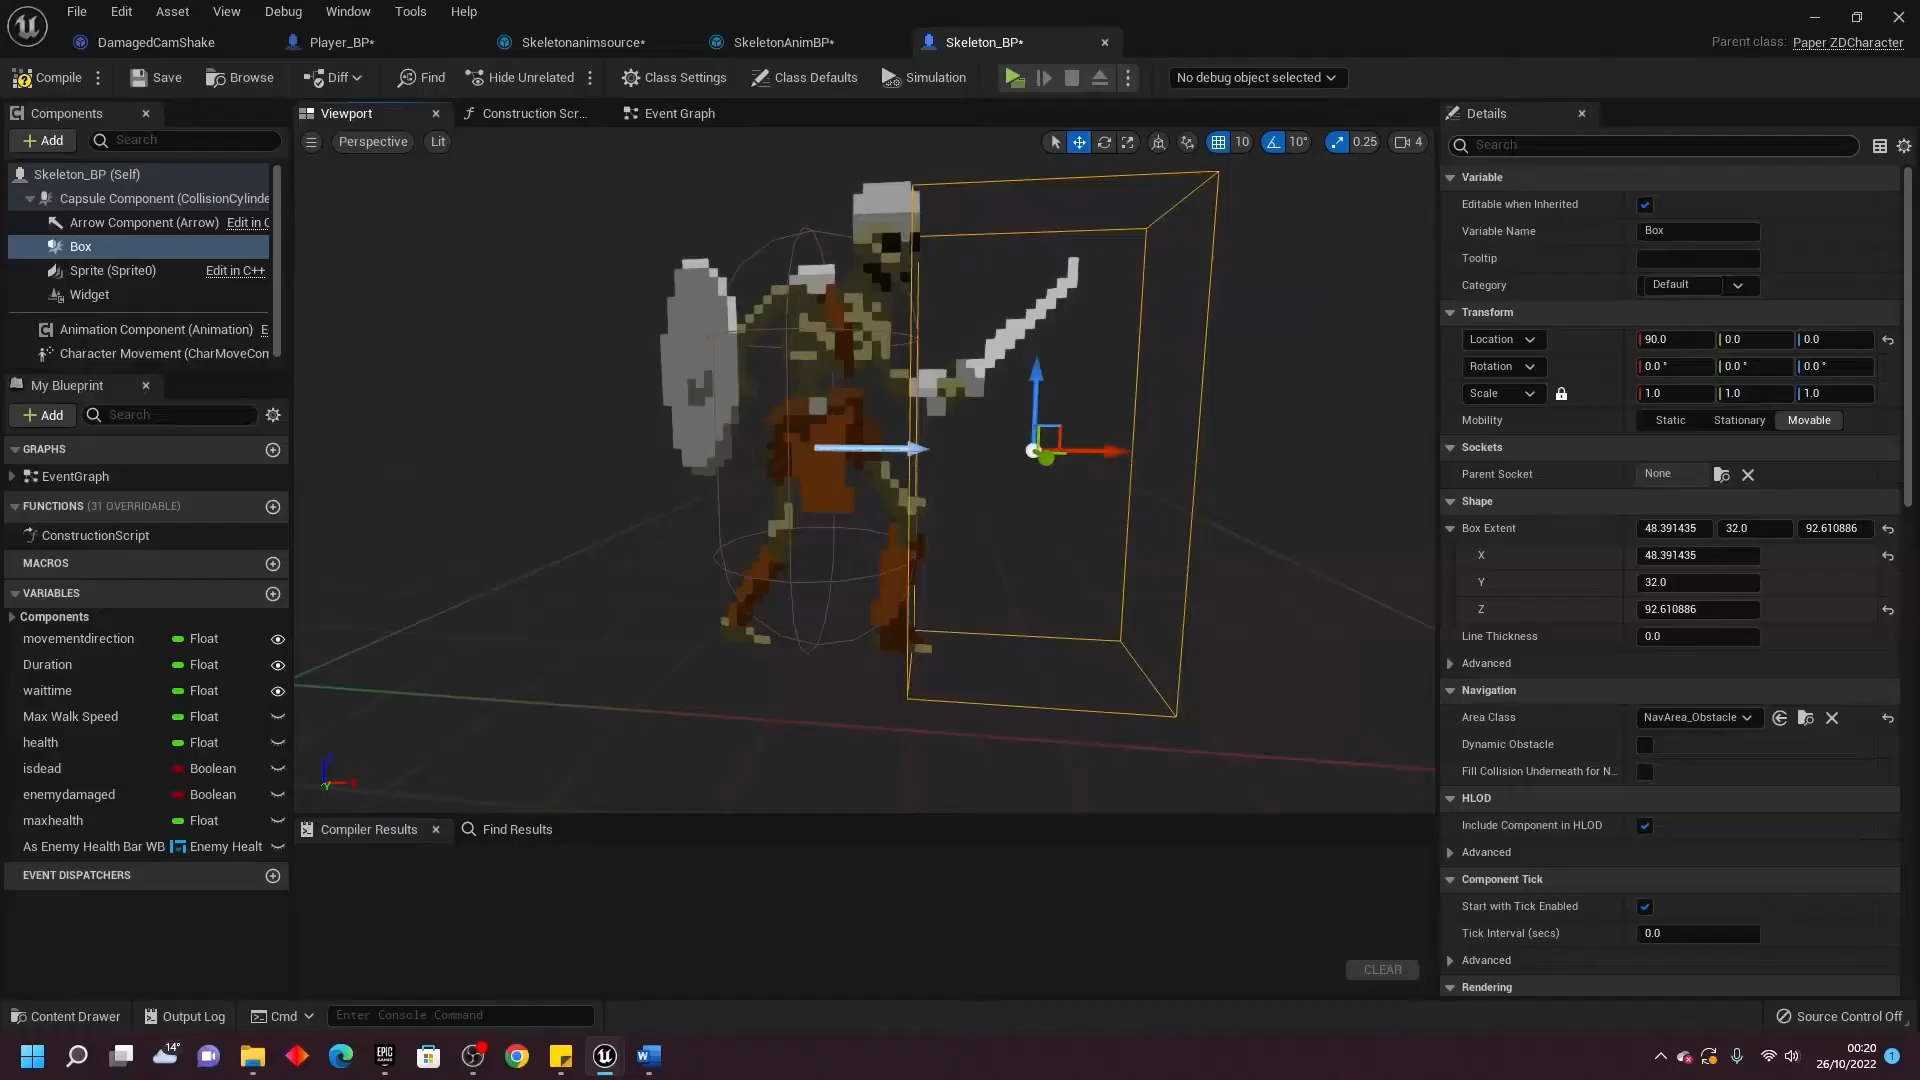 File Edit Asset View Debug Window Tools Help
DamagedCamShake Player_BP* Skeletonanimsource* SkeletonAnimBP* Skeleton_BP* Parent class: Paper ZDCharacter
Compile Save Browse Diff Find Hide Unrelated Class Settings Class Defaults Simulation No debug object selected
Components Viewport Construction Scr... Event Graph Details
Add Search Perspective Lit 10 10° 0.25 4 Search
Skeleton_BP (Self)
Capsule Component (CollisionCylinde
Arrow Component (Arrow) Edit in C
Box
Sprite (Sprite0) Edit in C++
Widget
Animation Component (Animation) E
Character Movement (CharMoveCon
My Blueprint
Add Search
GRAPHS
EventGraph
FUNCTIONS (31 OVERRIDABLE)
ConstructionScript
MACROS
VARIABLES
Components
movementdirection Float
Duration Float
waittime Float
Max Walk Speed Float
health Float
isdead Boolean
enemydamaged Boolean
maxhealth Float
As Enemy Health Bar WB Enemy Healt
EVENT DISPATCHERS
Compiler Results Find Results
CLEAR
Variable
Editable when Inherited
Variable Name Box
Tooltip
Category Default
Transform
Location 90.0 0.0 0.0
Rotation 0.0° 0.0° 0.0°
Scale 1.0 1.0 1.0
Mobility Static Stationary Movable
Sockets
Parent Socket None
Shape
Box Extent 48.391435 32.0 92.610886
X 48.391435
Y 32.0
Z 92.610886
Line Thickness 0.0
Advanced
Navigation
Area Class NavArea_Obstacle
Dynamic Obstacle
Fill Collision Underneath for N...
HLOD
Include Component in HLOD
Advanced
Component Tick
Start with Tick Enabled
Tick Interval (secs) 0.0
Advanced
Rendering
Content Drawer Output Log Cmd Enter Console Command Source Control Off
14° EPIC GAMES 00:20
26/10/2022 1